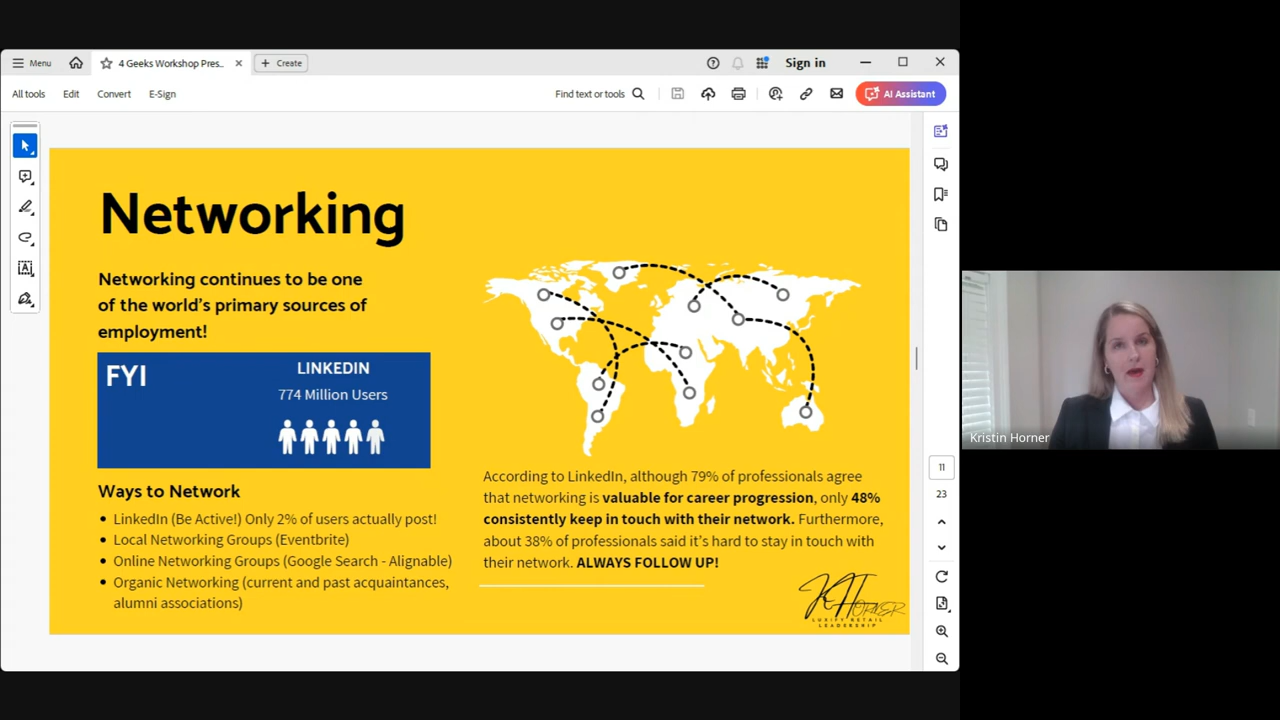 Menu
4 Geeks Workshop Pres...
Create
Sign in
All tools
Edit
Convert
E-Sign
Find text or tools
AI Assistant
Networking
Networking continues to be one
of the world's primary sources of
employment!
FYI
LINKEDIN
774 Million Users
Ways to Network
• LinkedIn (Be Active!) Only 2% of users actually post!
• Local Networking Groups (Eventbrite)
• Online Networking Groups (Google Search - Alignable)
• Organic Networking (current and past acquaintances,
alumni associations)
According to LinkedIn, although 79% of professionals agree
that networking is valuable for career progression, only 48%
consistently keep in touch with their network. Furthermore,
about 38% of professionals said it's hard to stay in touch with
their network. ALWAYS FOLLOW UP!
KHorner
LUXIFY RETAIL
LEADERSHIP
11
23
Kristin Horner